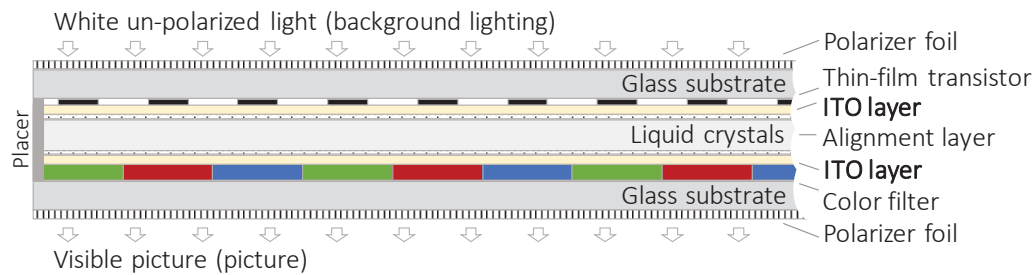 White un-polarized light (background lighting)
Polarizer foil
Glass substrate
Thin-film transistor
ITO layer
Placer
Liquid crystals
Alignment layer
ITO layer
Glass substrate
Color filter
Polarizer foil
Visible picture (picture)